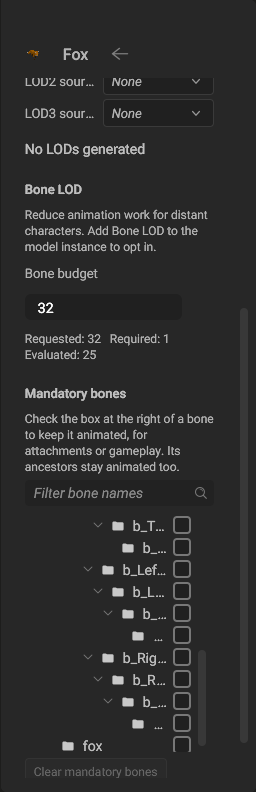 Fox
LOD2 sour...
None
LOD3 sour...
None
No LODs generated
Bone LOD
Reduce animation work for distant
characters. Add Bone LOD to the
model instance to opt in.
Bone budget
32
Requested: 32 Required: 1
Evaluated: 25
Mandatory bones
Check the box at the right of a bone
to keep it animated, for
attachments or gameplay. Its
ancestors stay animated too.
Filter bone names
b_T...
b_...
b_Lef...
b_L...
b_...
...
b_Rig...
b_R...
b_...
...
fox
Clear mandatory bones